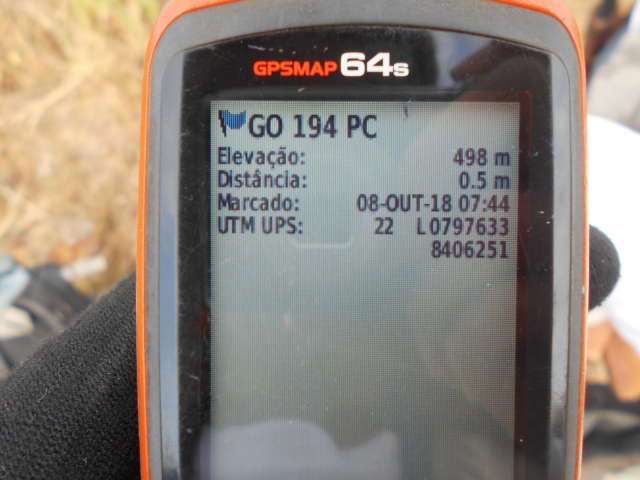 GPSMAP 64s
GO 194 PC
Elevação: 498 m
Distância: 0.5 m
Marcado: 08-OUT-18 07:44
UTM UPS: 22 L 0797633
8406251